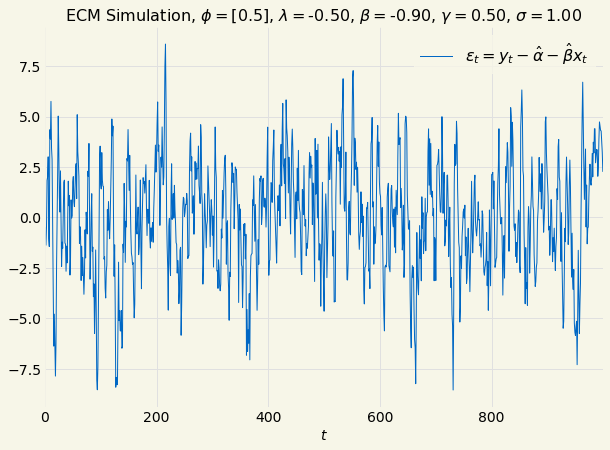 ECM Simulation, ϕ = [0.5], λ = -0.50, β = -0.90, γ = 0.50, σ = 1.00
εₜ = yₜ − α̂ − β̂xₜ
7.5
5.0
2.5
0.0
−2.5
−5.0
−7.5
0 200 400 600 800
t